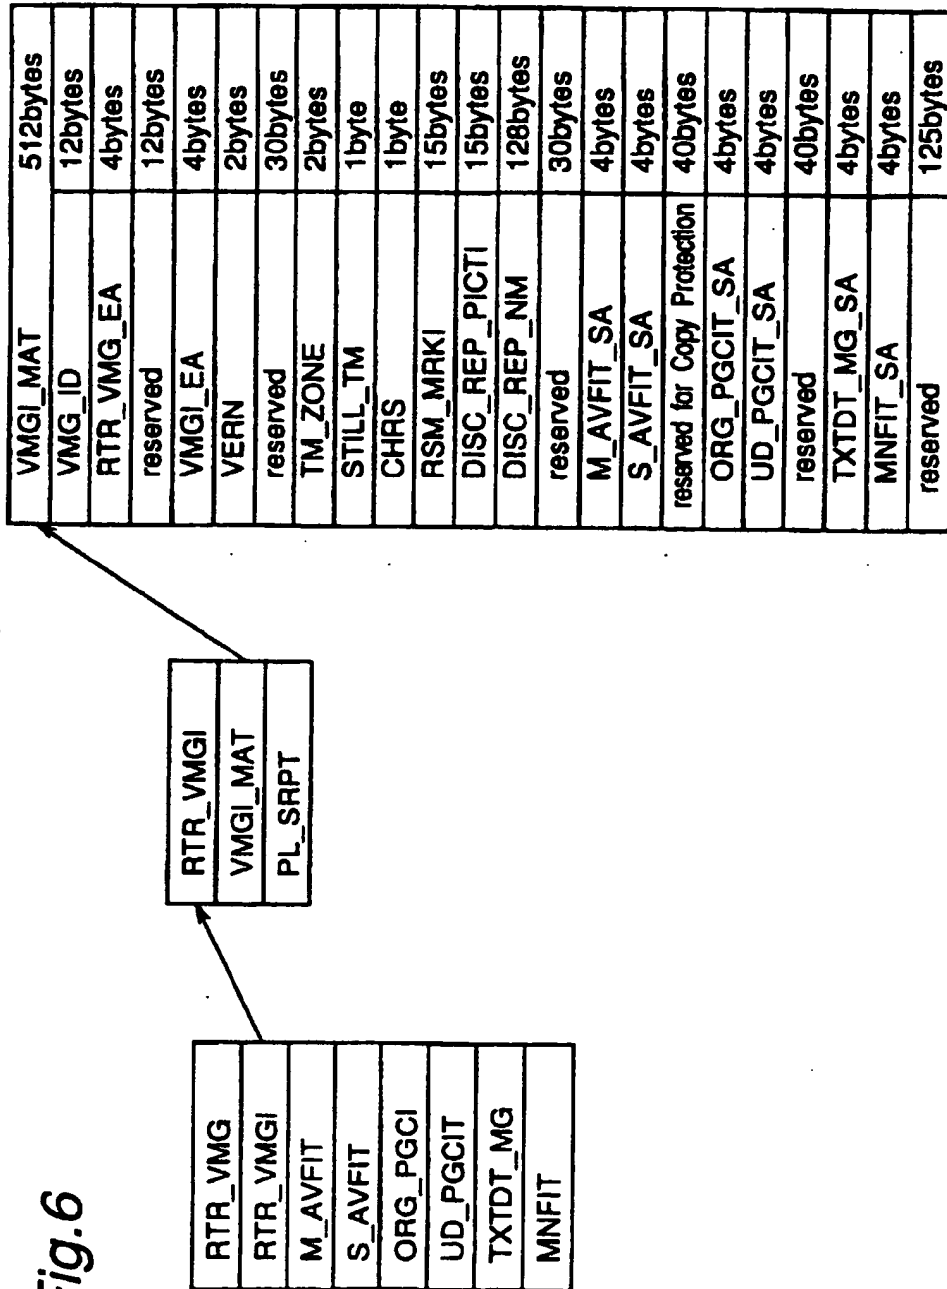 Fig.6
RTR_VMG
RTR_VMGI
M_AVFIT
S_AVFIT
ORG_PGCI
UD_PGCIT
TXTDT_MG
MNFIT
RTR_VMGI
VMGI_MAT
PL_SRPT
VMGI_MAT 512bytes
VMG_ID 12bytes
RTR_VMG_EA 4bytes
reserved 12bytes
VMGI_EA 4bytes
VERN 2bytes
reserved 30bytes
TM_ZONE 2bytes
STILL_TM 1byte
CHRS 1byte
RSM_MRKI 15bytes
DISC_REP_PICTI 15bytes
DISC_REP_NM 128bytes
reserved 30bytes
M_AVFIT_SA 4bytes
S_AVFIT_SA 4bytes
reserved for Copy Protection 40bytes
ORG_PGCIT_SA 4bytes
UD_PGCIT_SA 4bytes
reserved 40bytes
TXTDT_MG_SA 4bytes
MNFIT_SA 4bytes
reserved 125bytes